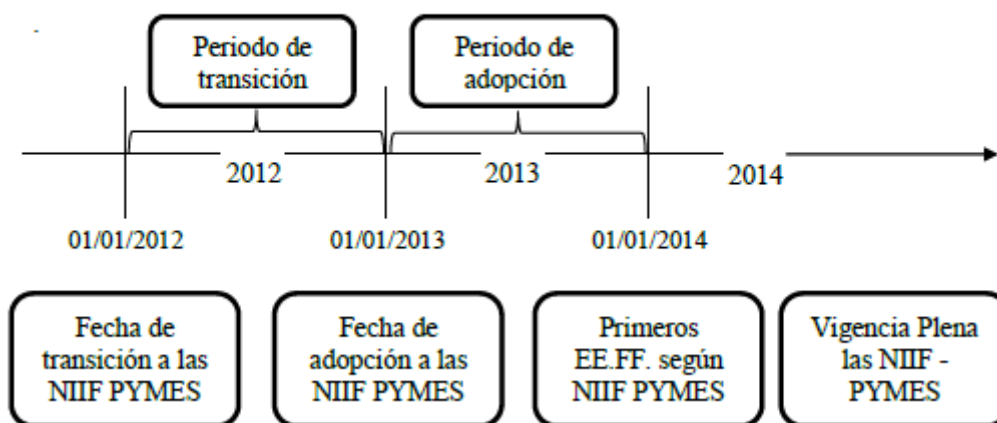 Periodo de
transición
Periodo de
adopción
2012
2013
2014
01/01/2012
01/01/2013
01/01/2014
Fecha de
transición a las
NIIF PYMES
Fecha de
adopción a las
NIIF PYMES
Primeros
EE.FF. según
NIIF PYMES
Vigencia Plena
las NIIF -
PYMES